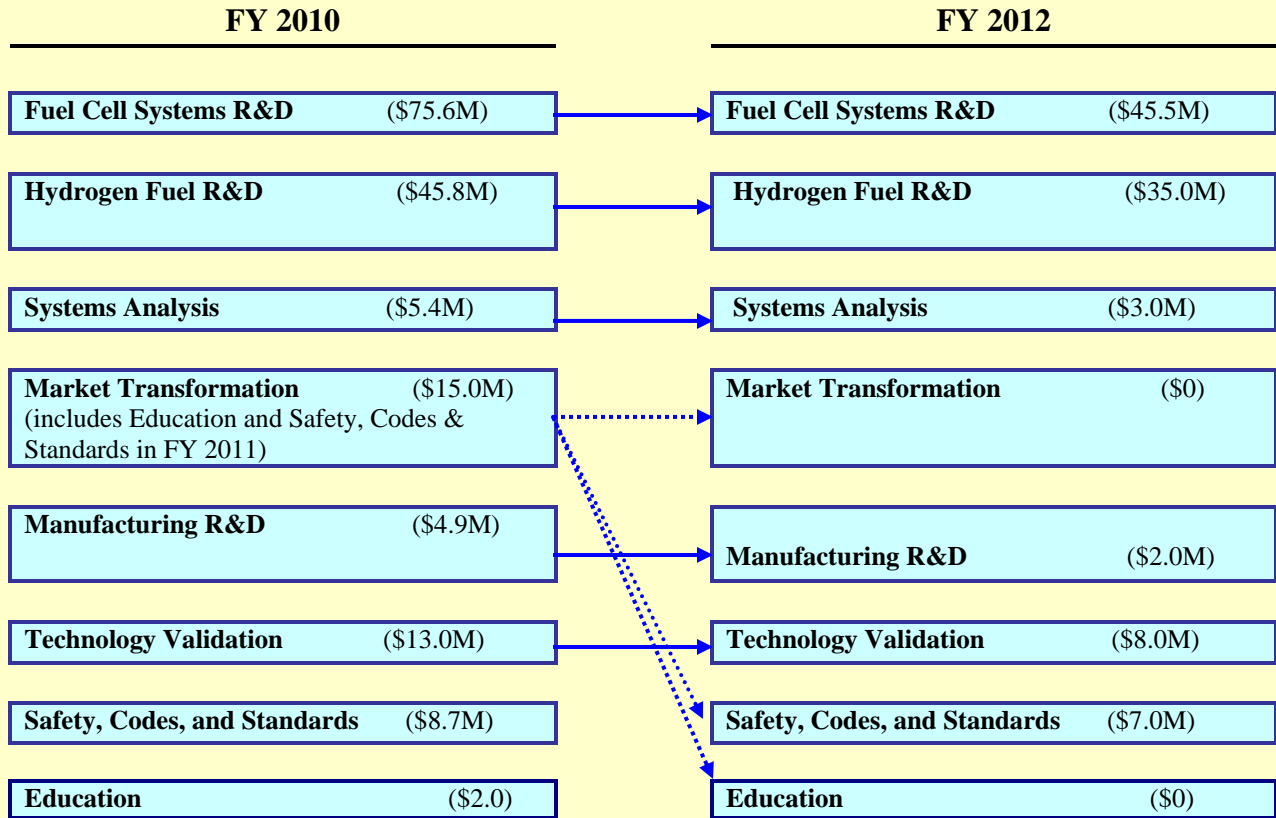 FY 2010
FY 2012
Fuel Cell Systems R&D ($75.6M)
Fuel Cell Systems R&D ($45.5M)
Hydrogen Fuel R&D ($45.8M)
Hydrogen Fuel R&D ($35.0M)
Systems Analysis ($5.4M)
Systems Analysis ($3.0M)
Market Transformation ($15.0M)
(includes Education and Safety, Codes &
Standards in FY 2011)
Market Transformation ($0)
Manufacturing R&D ($4.9M)
Manufacturing R&D ($2.0M)
Technology Validation ($13.0M)
Technology Validation ($8.0M)
Safety, Codes, and Standards ($8.7M)
Safety, Codes, and Standards ($7.0M)
Education ($2.0)
Education ($0)